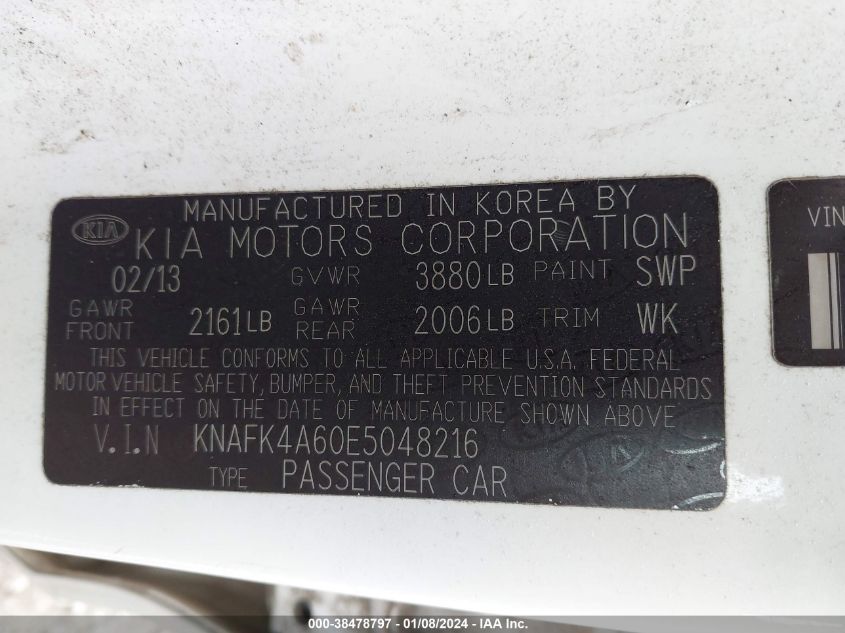 MANUFACTURED IN KOREA BY
KIA KIA MOTORS CORPORATION
02/13 GVWR 3880LB PAINT SWP
GAWR FRONT 2161LB GAWR REAR 2006LB TRIM WK
THIS VEHICLE CONFORMS TO ALL APPLICABLE U.S.A. FEDERAL
MOTOR VEHICLE SAFETY, BUMPER, AND THEFT PREVENTION STANDARDS
IN EFFECT ON THE DATE OF MANUFACTURE SHOWN ABOVE
V.I.N KNAFK4A60E5048216
TYPE PASSENGER CAR
VIN
000-38478797 - 01/08/2024 - IAA Inc.